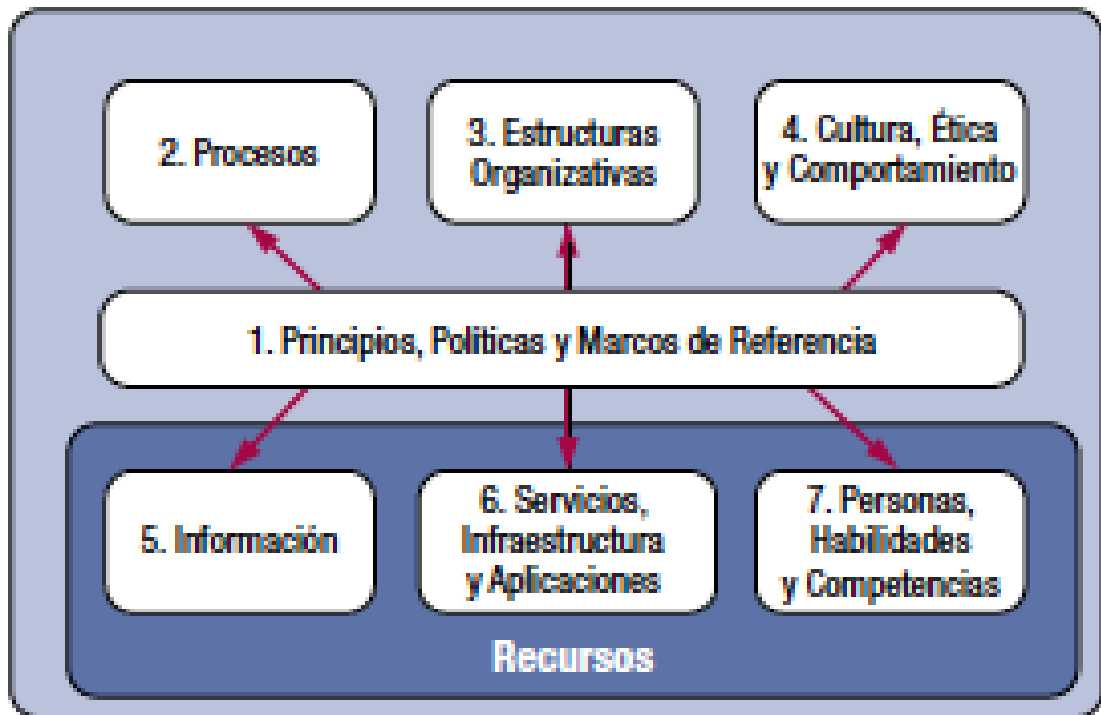 2. Procesos
3. Estructuras
Organizativas
4. Cultura, Ética
y Comportamiento
1. Principios, Políticas y Marcos de Referencia
5. Información
6. Servicios,
Infraestructura
y Aplicaciones
7. Personas,
Habilidades
y Competencias
Recursos